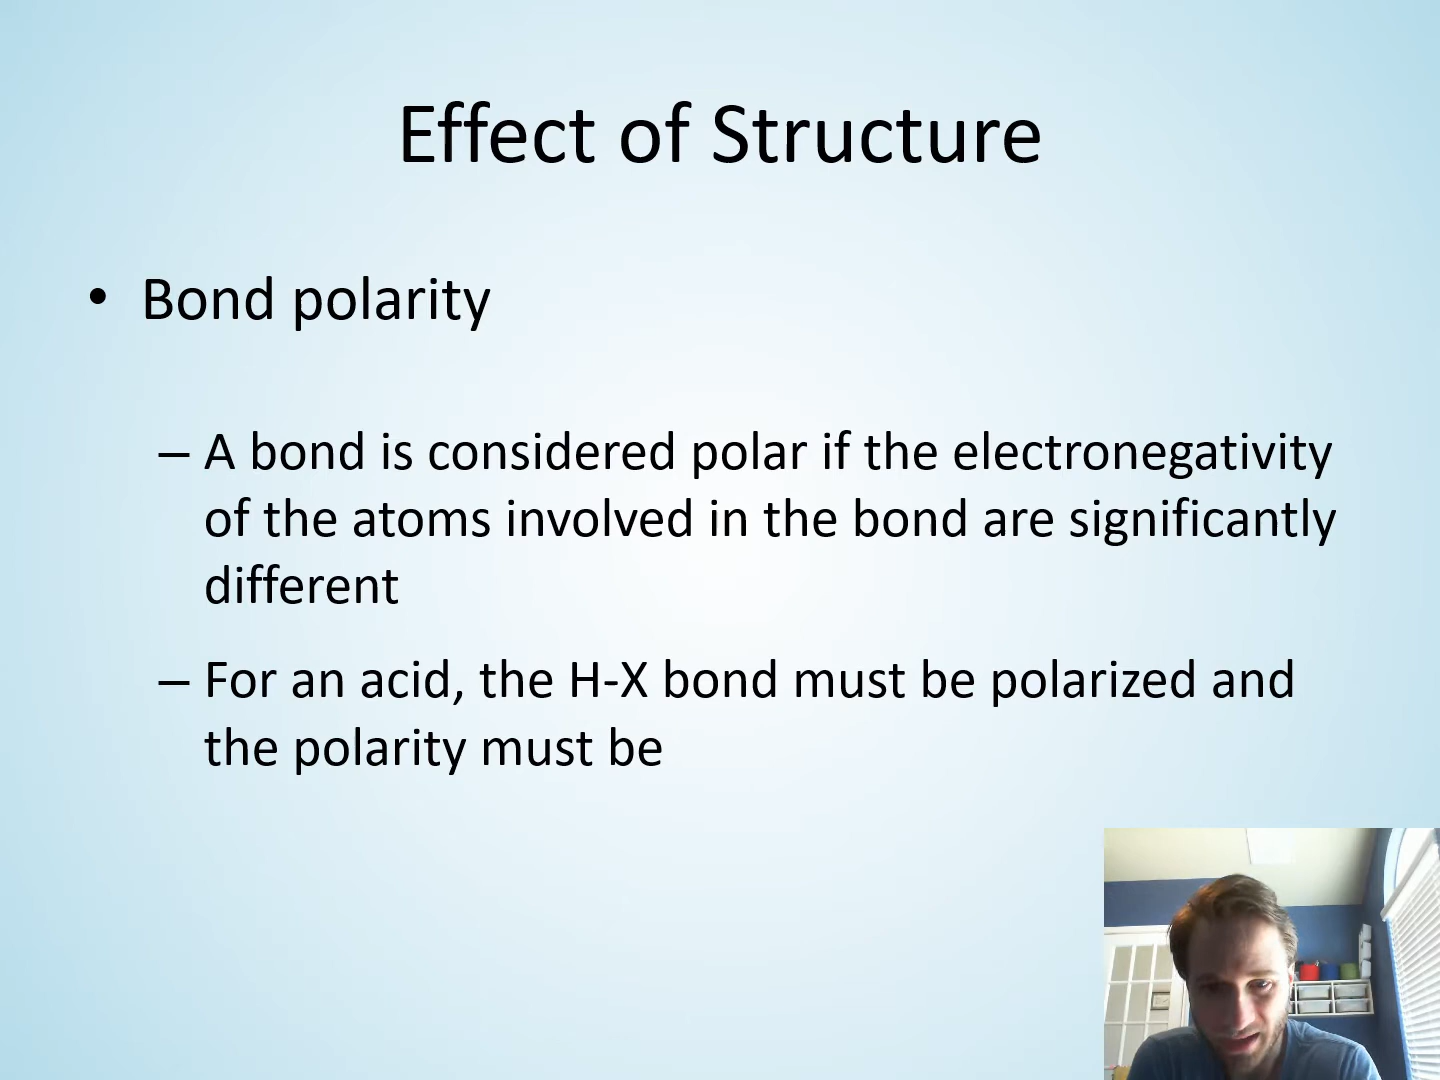 Effect of Structure
• Bond polarity
– A bond is considered polar if the electronegativity
of the atoms involved in the bond are significantly
different
– For an acid, the H-X bond must be polarized and
the polarity must be